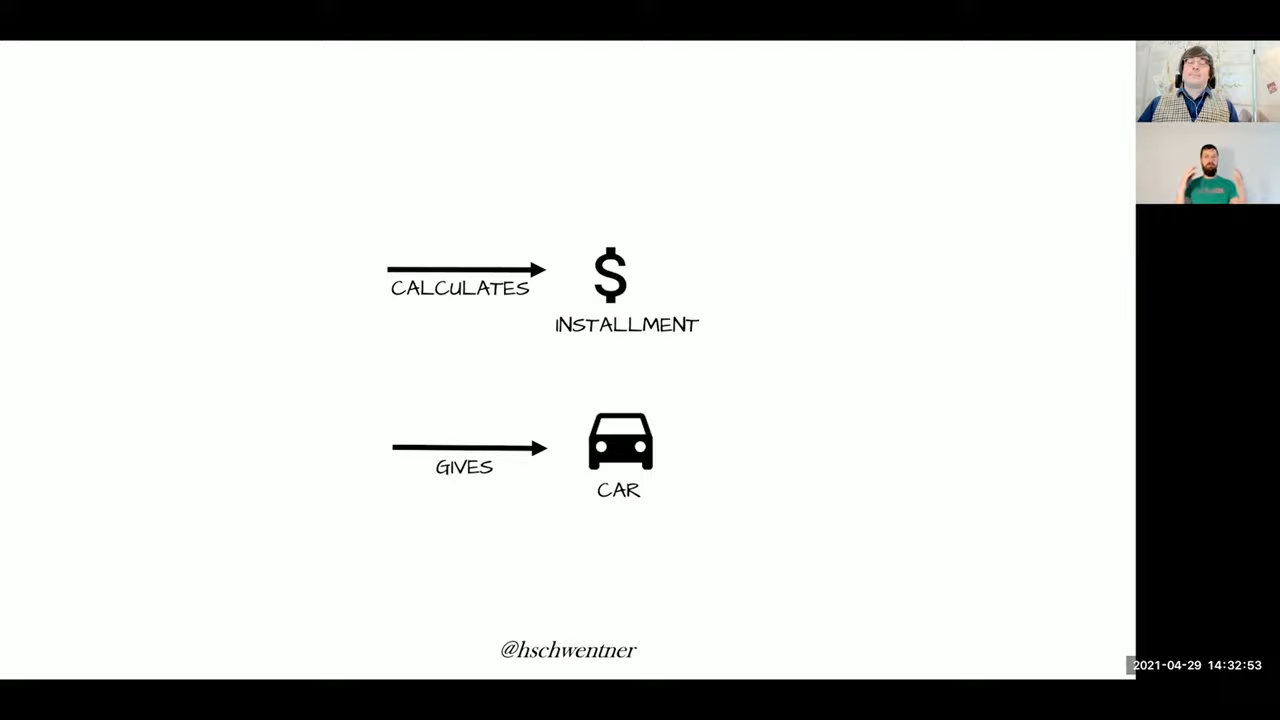 $
CALCULATES
INSTALLMENT
GIVES
CAR
@hschwentner
2021-04-29 14:32:53